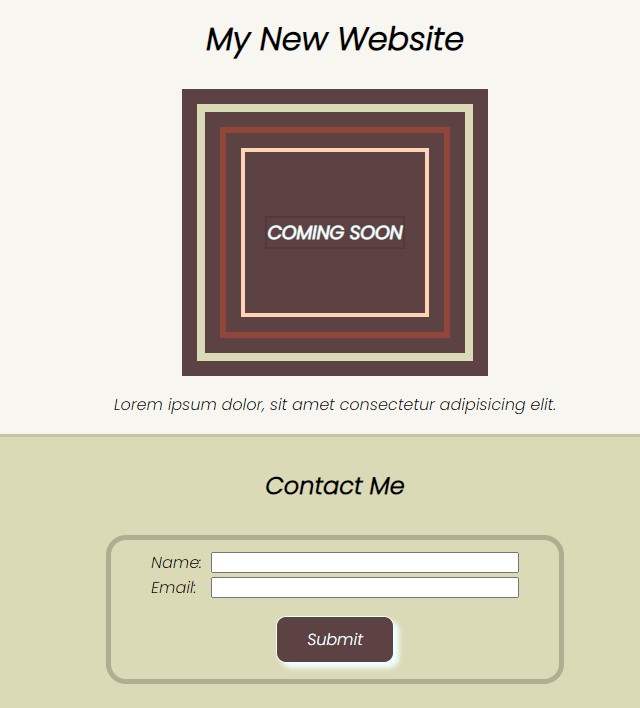 My New Website
COMING SOON
Lorem ipsum dolor, sit amet consectetur adipisicing elit.
Contact Me
Name:
Email:
Submit